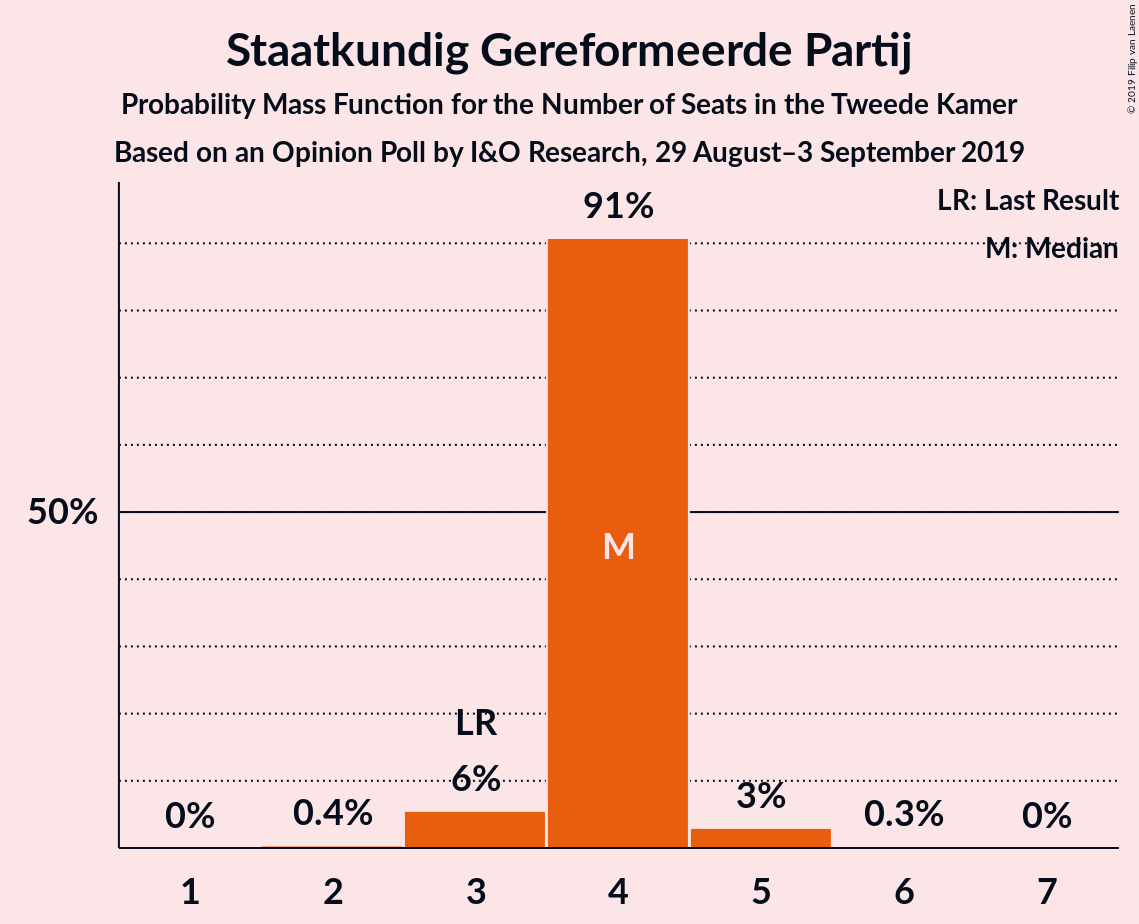 Staatkundig Gereformeerde Partij
Probability Mass Function for the Number of Seats in the Tweede Kamer
Based on an Opinion Poll by I&O Research, 29 August–3 September 2019
© 2019 Filip van Laenen
LR: Last Result
M: Median
91%
50%
M
LR
6%
0%
0.4%
3%
0.3%
0%
1 2 3 4 5 6 7